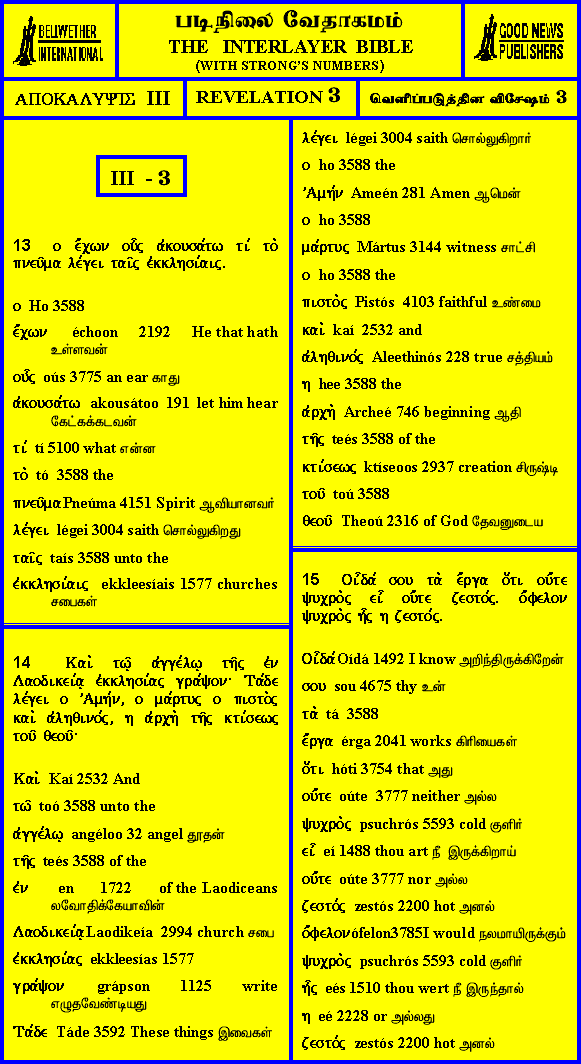 BELLWETHER
INTERNATIONAL
படிநிலை வேதாகமம்
THE INTERLAYER BIBLE
(WITH STRONG'S NUMBERS)
GOOD NEWS
PUBLISHERS
ΑΠΟΚΑΛΥΨΙΣ III
REVELATION 3
வெளிப்படுத்தின விசேஷம் 3
III - 3
13 ο ἔχων οὖς ἀκουσάτω τί τὸ
πνεῦμα λέγει ταῖς ἐκκλησίαις.
ο Ho 3588
ἔχων échoon 2192 He that hath
உள்ளவன்
οὖς oús 3775 an ear காது
ἀκουσάτω akousátoo 191 let him hear
கேட்கக்கடவன்
τί tí 5100 what என்ன
τὸ tó 3588 the
πνεῦμα Pneúma 4151 Spirit ஆவியானவர்
λέγει légei 3004 saith சொல்லுகிறது
ταῖς taís 3588 unto the
ἐκκλησίαις ekkleesíais 1577 churches
சபைகள்
14 Καὶ τῶ ἀγγέλω τῆς ἐν
Λαοδικείᾳ ἐκκλησίας γράψον· Τάδε
λέγει ο Ἀμήν, ο μάρτυς ο πιστὸς
καὶ ἀληθινός, η ἀρχὴ τῆς κτίσεως
τοῦ θεοῦ·
Καὶ Kaí 2532 And
τῶ toó 3588 unto the
ἀγγέλῳ angéloo 32 angel தூதன்
τῆς teés 3588 of the
ἐν en 1722 of the Laodiceans
லவோதிக்கேயாவின்
Λαοδικείᾳ Laodikeía 2994 church சபை
ἐκκλησίας ekkleesías 1577
γράψον grápson 1125 write
எழுதவேண்டியது
Τάδε Táde 3592 These things இவைகள்
λέγει légei 3004 saith சொல்லுகிறார்
ο ho 3588 the
Ἀμήν Ameén 281 Amen ஆமென்
ο ho 3588
μάρτυς Mártus 3144 witness சாட்சி
ο ho 3588 the
πιστὸς Pistós 4103 faithful உண்மை
καὶ kaí 2532 and
ἀληθινός Aleethinós 228 true சத்தியம்
η hee 3588 the
ἀρχὴ Archeé 746 beginning ஆதி
τῆς teés 3588 of the
κτίσεως ktíseoos 2937 creation சிருஷ்டி
τοῦ toú 3588
θεοῦ Theoú 2316 of God தேவனுடைய
15 Οἶδά σου τὰ ἔργα ὅτι οὔτε
ψυχρὸς εἶ οὔτε ζεστός. ὄφελον
ψυχρὸς ἦς η ζεστός.
Οἶδά Oídá 1492 I know அறிந்திருக்கிறேன்
σου sou 4675 thy உன்
τὰ tá 3588
ἔργα érga 2041 works கிரியைகள்
ὅτι hóti 3754 that அது
οὔτε oúte 3777 neither அல்ல
ψυχρὸς psuchrós 5593 cold குளிர்
εἶ eí 1488 thou art நீ இருக்கிறாய்
οὔτε oúte 3777 nor அல்ல
ζεστός zestós 2200 hot அனல்
ὄφελον ófelon3785I would நலமாயிருக்கும்
ψυχρὸς psuchrós 5593 cold குளிர்
ἦς eés 1510 thou wert நீ இருந்தால்
η eé 2228 or அல்லது
ζεστός zestós 2200 hot அனல்